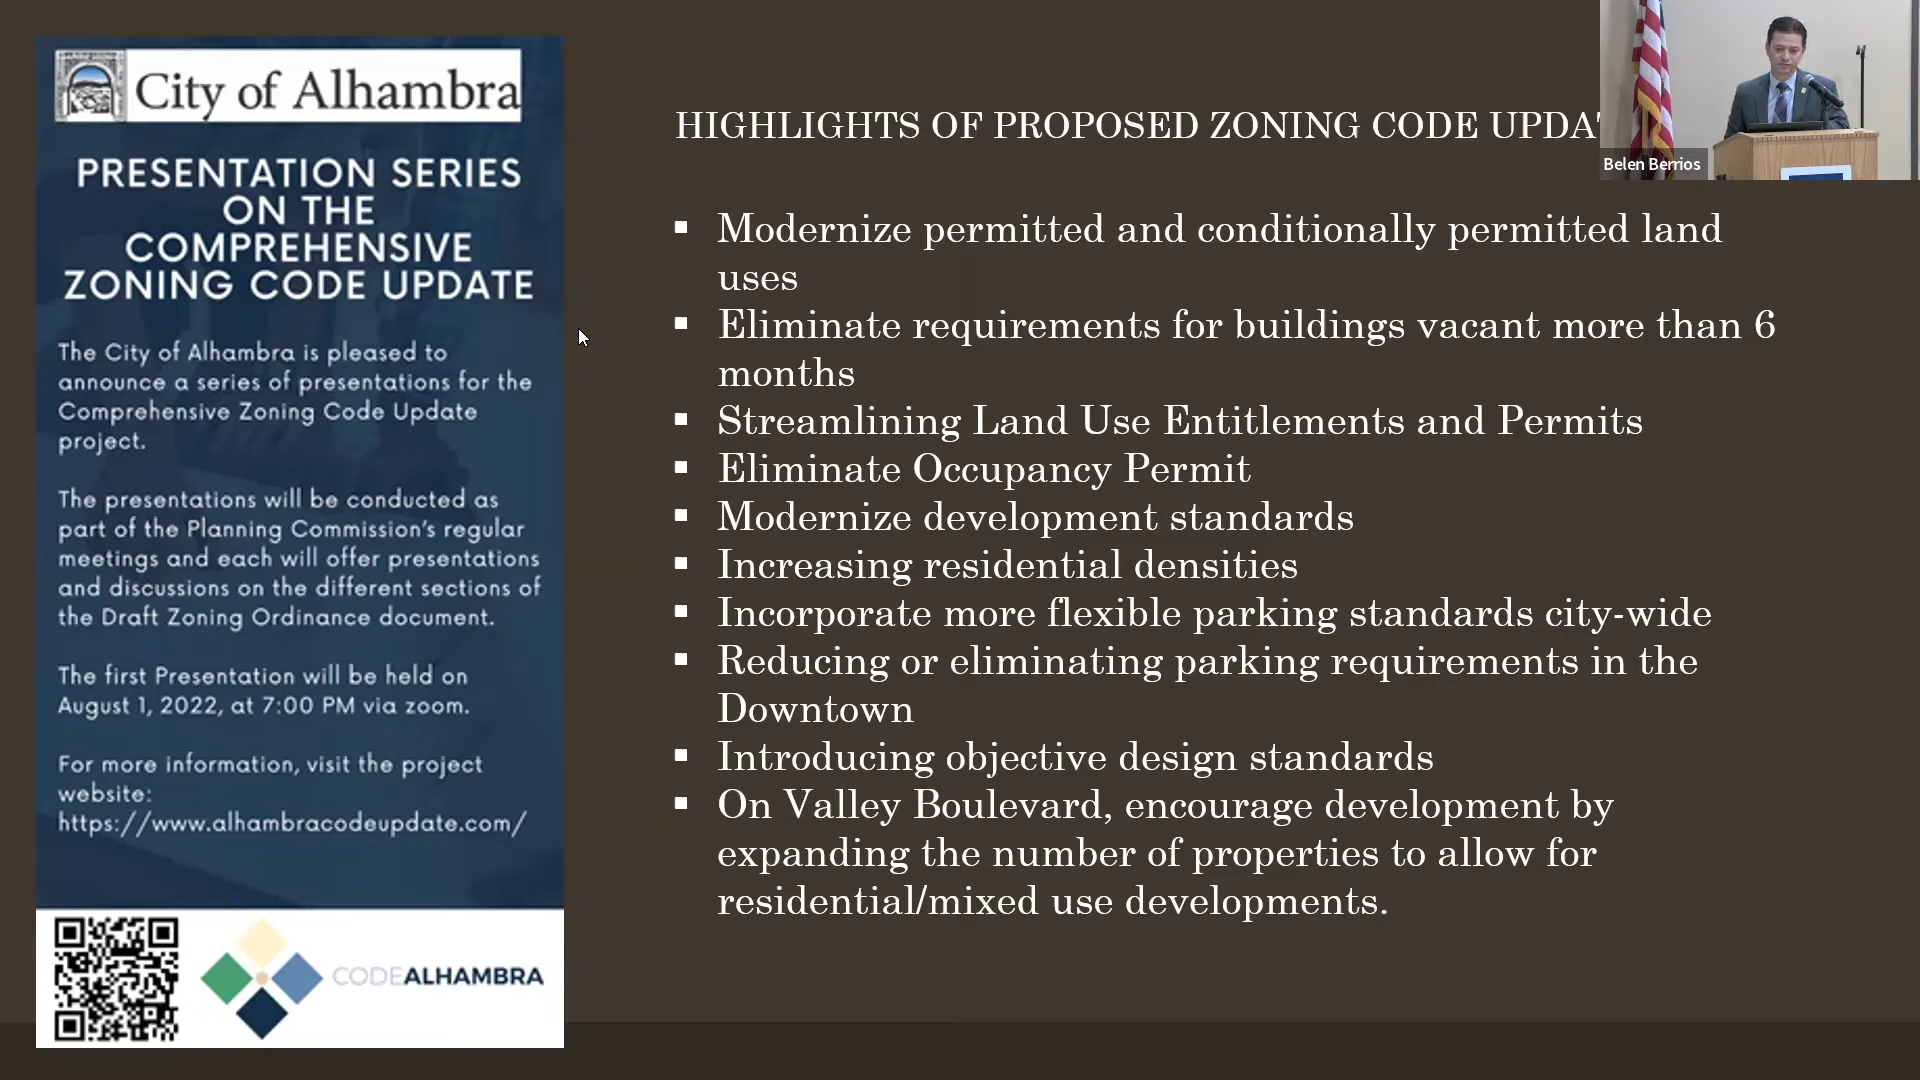 City of Alhambra
PRESENTATION SERIES
ON THE
COMPREHENSIVE
ZONING CODE UPDATE
The City of Alhambra is pleased to
announce a series of presentations for the
Comprehensive Zoning Code Update
project.
The presentations will be conducted as
part of the Planning Commission's regular
meetings and each will offer presentations
and discussions on the different sections of
the Draft Zoning Ordinance document.
The first Presentation will be held on
August 1, 2022, at 7:00 PM via zoom.
For more information, visit the project
website:
https://www.alhambracodeupdate.com/
CODEALHAMBRA
HIGHLIGHTS OF PROPOSED ZONING CODE
▪ Modernize permitted and conditionally permitted land
uses
▪ Eliminate requirements for buildings vacant more than 6
months
▪ Streamlining Land Use Entitlements and Permits
▪ Eliminate Occupancy Permit
▪ Modernize development standards
▪ Increasing residential densities
▪ Incorporate more flexible parking standards city-wide
▪ Reducing or eliminating parking requirements in the
Downtown
▪ Introducing objective design standards
▪ On Valley Boulevard, encourage development by
expanding the number of properties to allow for
residential/mixed use developments.
Belen Berrios